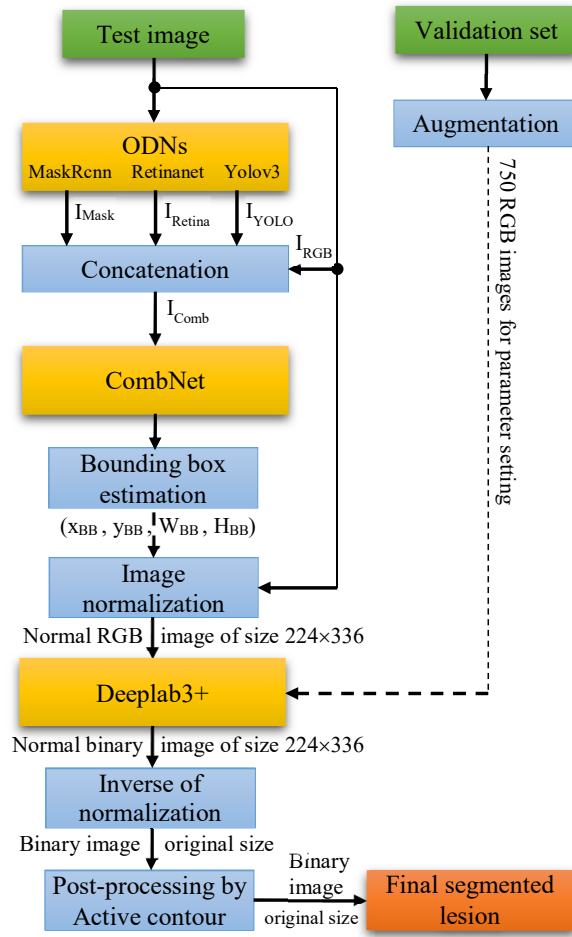 Test image
Validation set
ODNs
MaskRcnn Retinanet Yolov3
Augmentation
I_Mask I_Retina I_YOLO
I_RGB
Concatenation
I_Comb
CombNet
750 RGB images for parameter setting
Bounding box
estimation
(x_BB , y_BB , W_BB , H_BB)
Image
normalization
Normal RGB image of size 224×336
Deeplab3+
Normal binary image of size 224×336
Inverse of
normalization
Binary image original size
Post-processing by
Active contour
Binary
image
original size
Final segmented
lesion